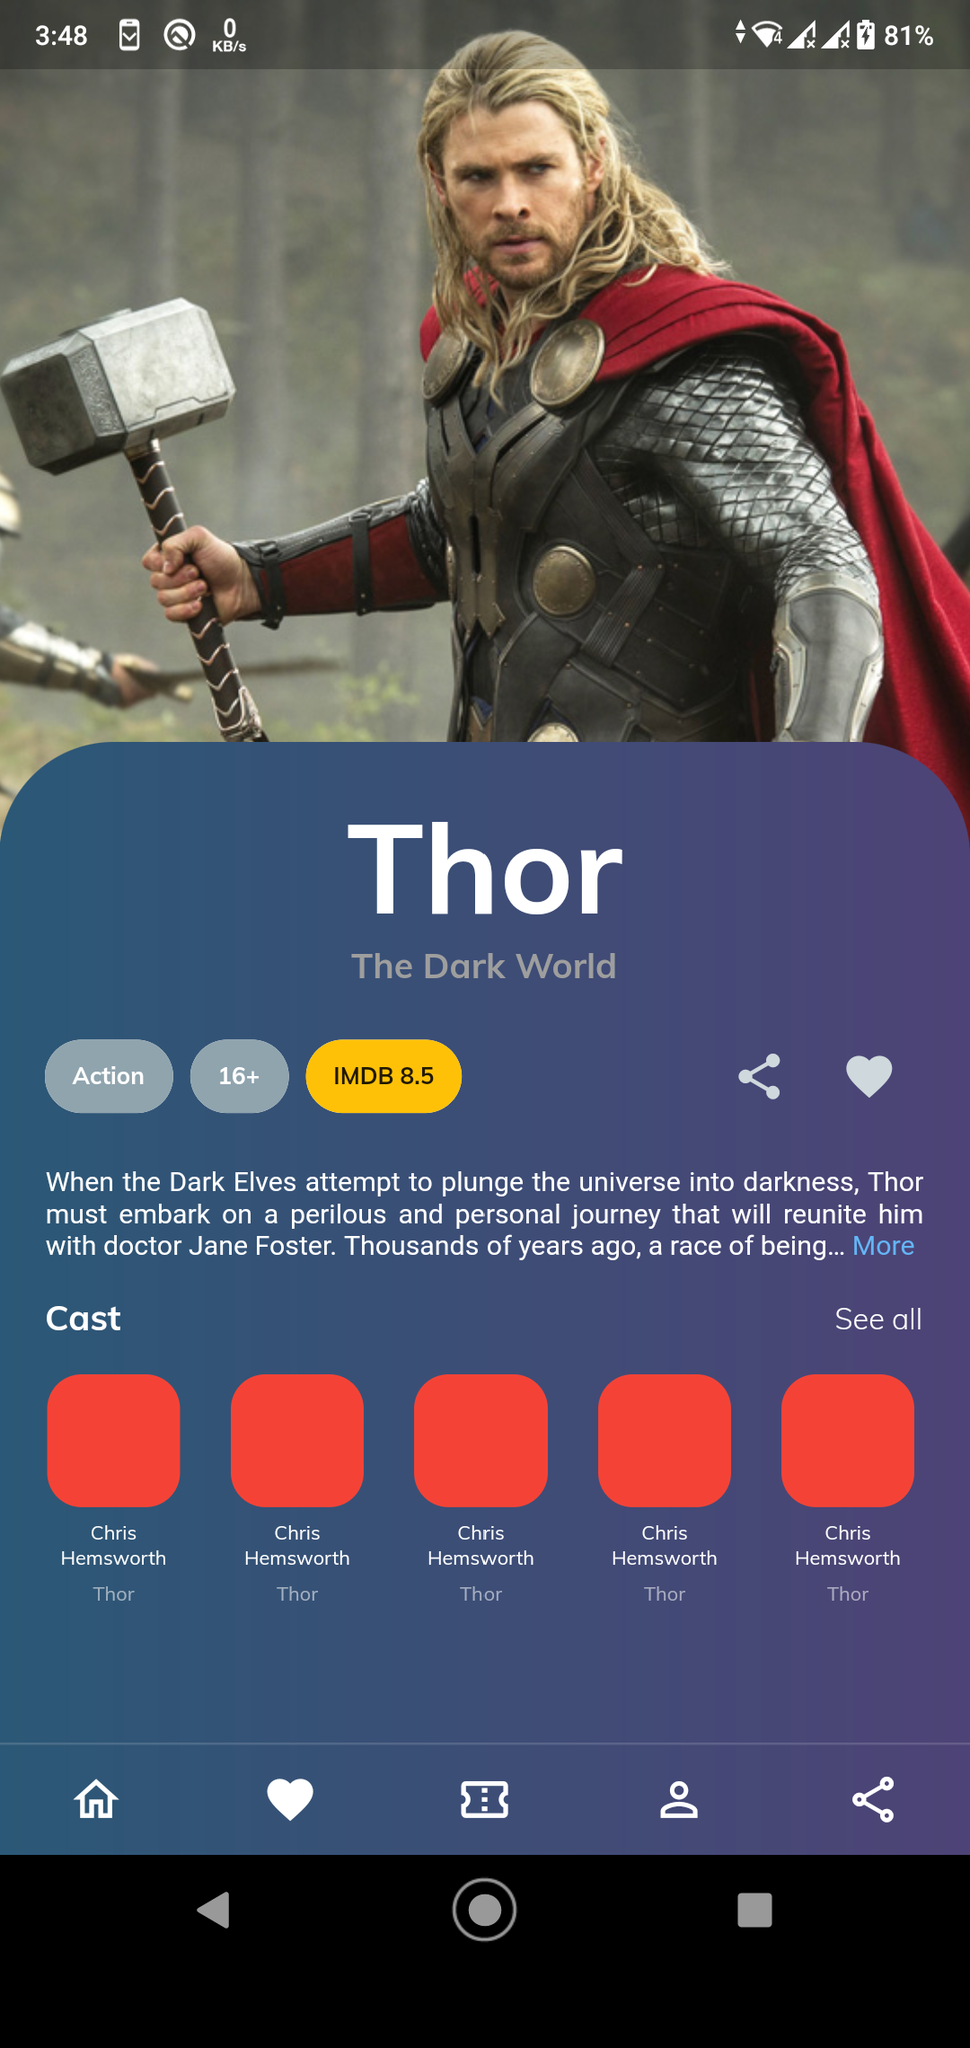 3:48
0
KB/s
4
81%
Thor
The Dark World
Action
16+
IMDB 8.5
When the Dark Elves attempt to plunge the universe into darkness, Thor
must embark on a perilous and personal journey that will reunite him
with doctor Jane Foster. Thousands of years ago, a race of being... More
Cast
See all
Chris
Hemsworth
Thor
Chris
Hemsworth
Thor
Chris
Hemsworth
Thor
Chris
Hemsworth
Thor
Chris
Hemsworth
Thor